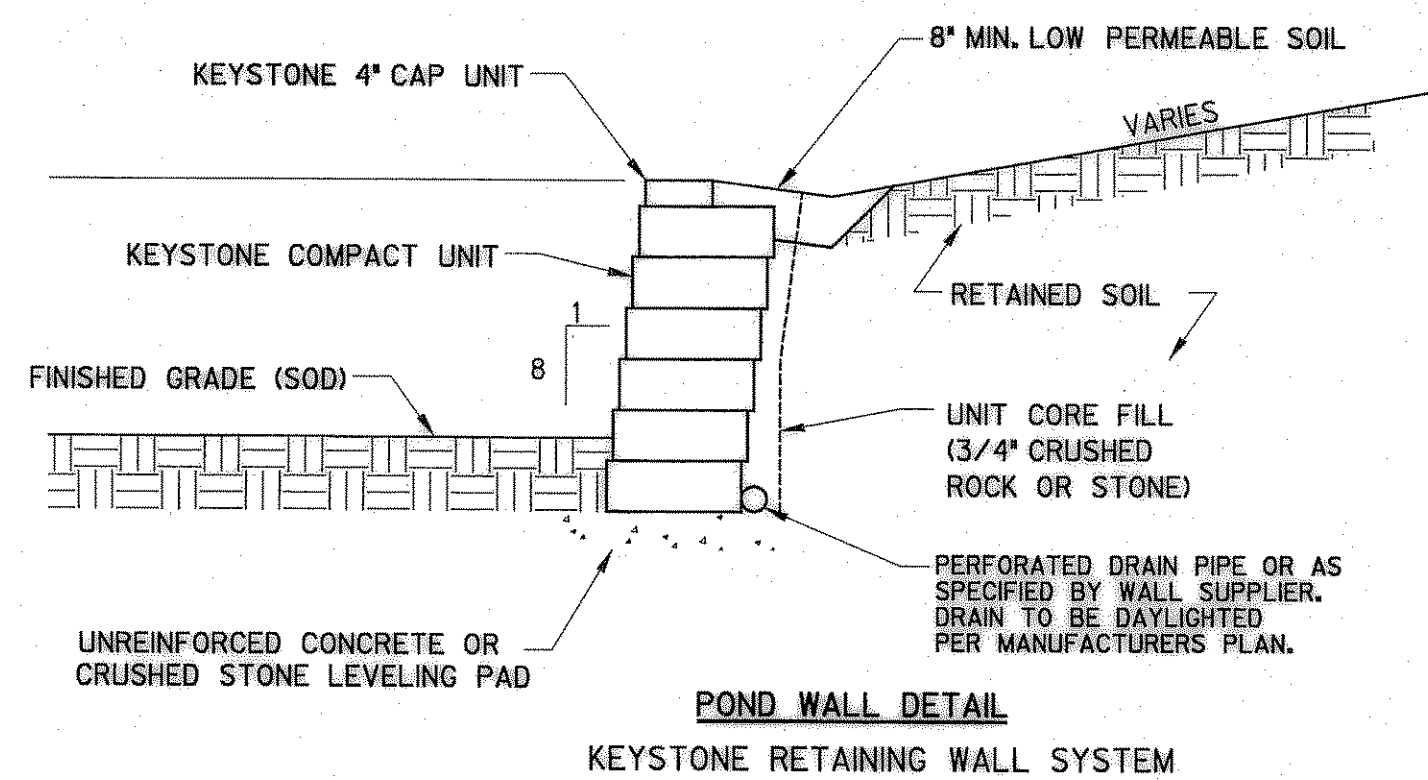 8" MIN. LOW PERMEABLE SOIL
KEYSTONE 4" CAP UNIT
VARIES
KEYSTONE COMPACT UNIT
RETAINED SOIL
1
8
FINISHED GRADE (SOD)
UNIT CORE FILL
(3/4" CRUSHED
ROCK OR STONE)
PERFORATED DRAIN PIPE OR AS
SPECIFIED BY WALL SUPPLIER.
DRAIN TO BE DAYLIGHTED
PER MANUFACTURERS PLAN.
UNREINFORCED CONCRETE OR
CRUSHED STONE LEVELING PAD
POND WALL DETAIL
KEYSTONE RETAINING WALL SYSTEM